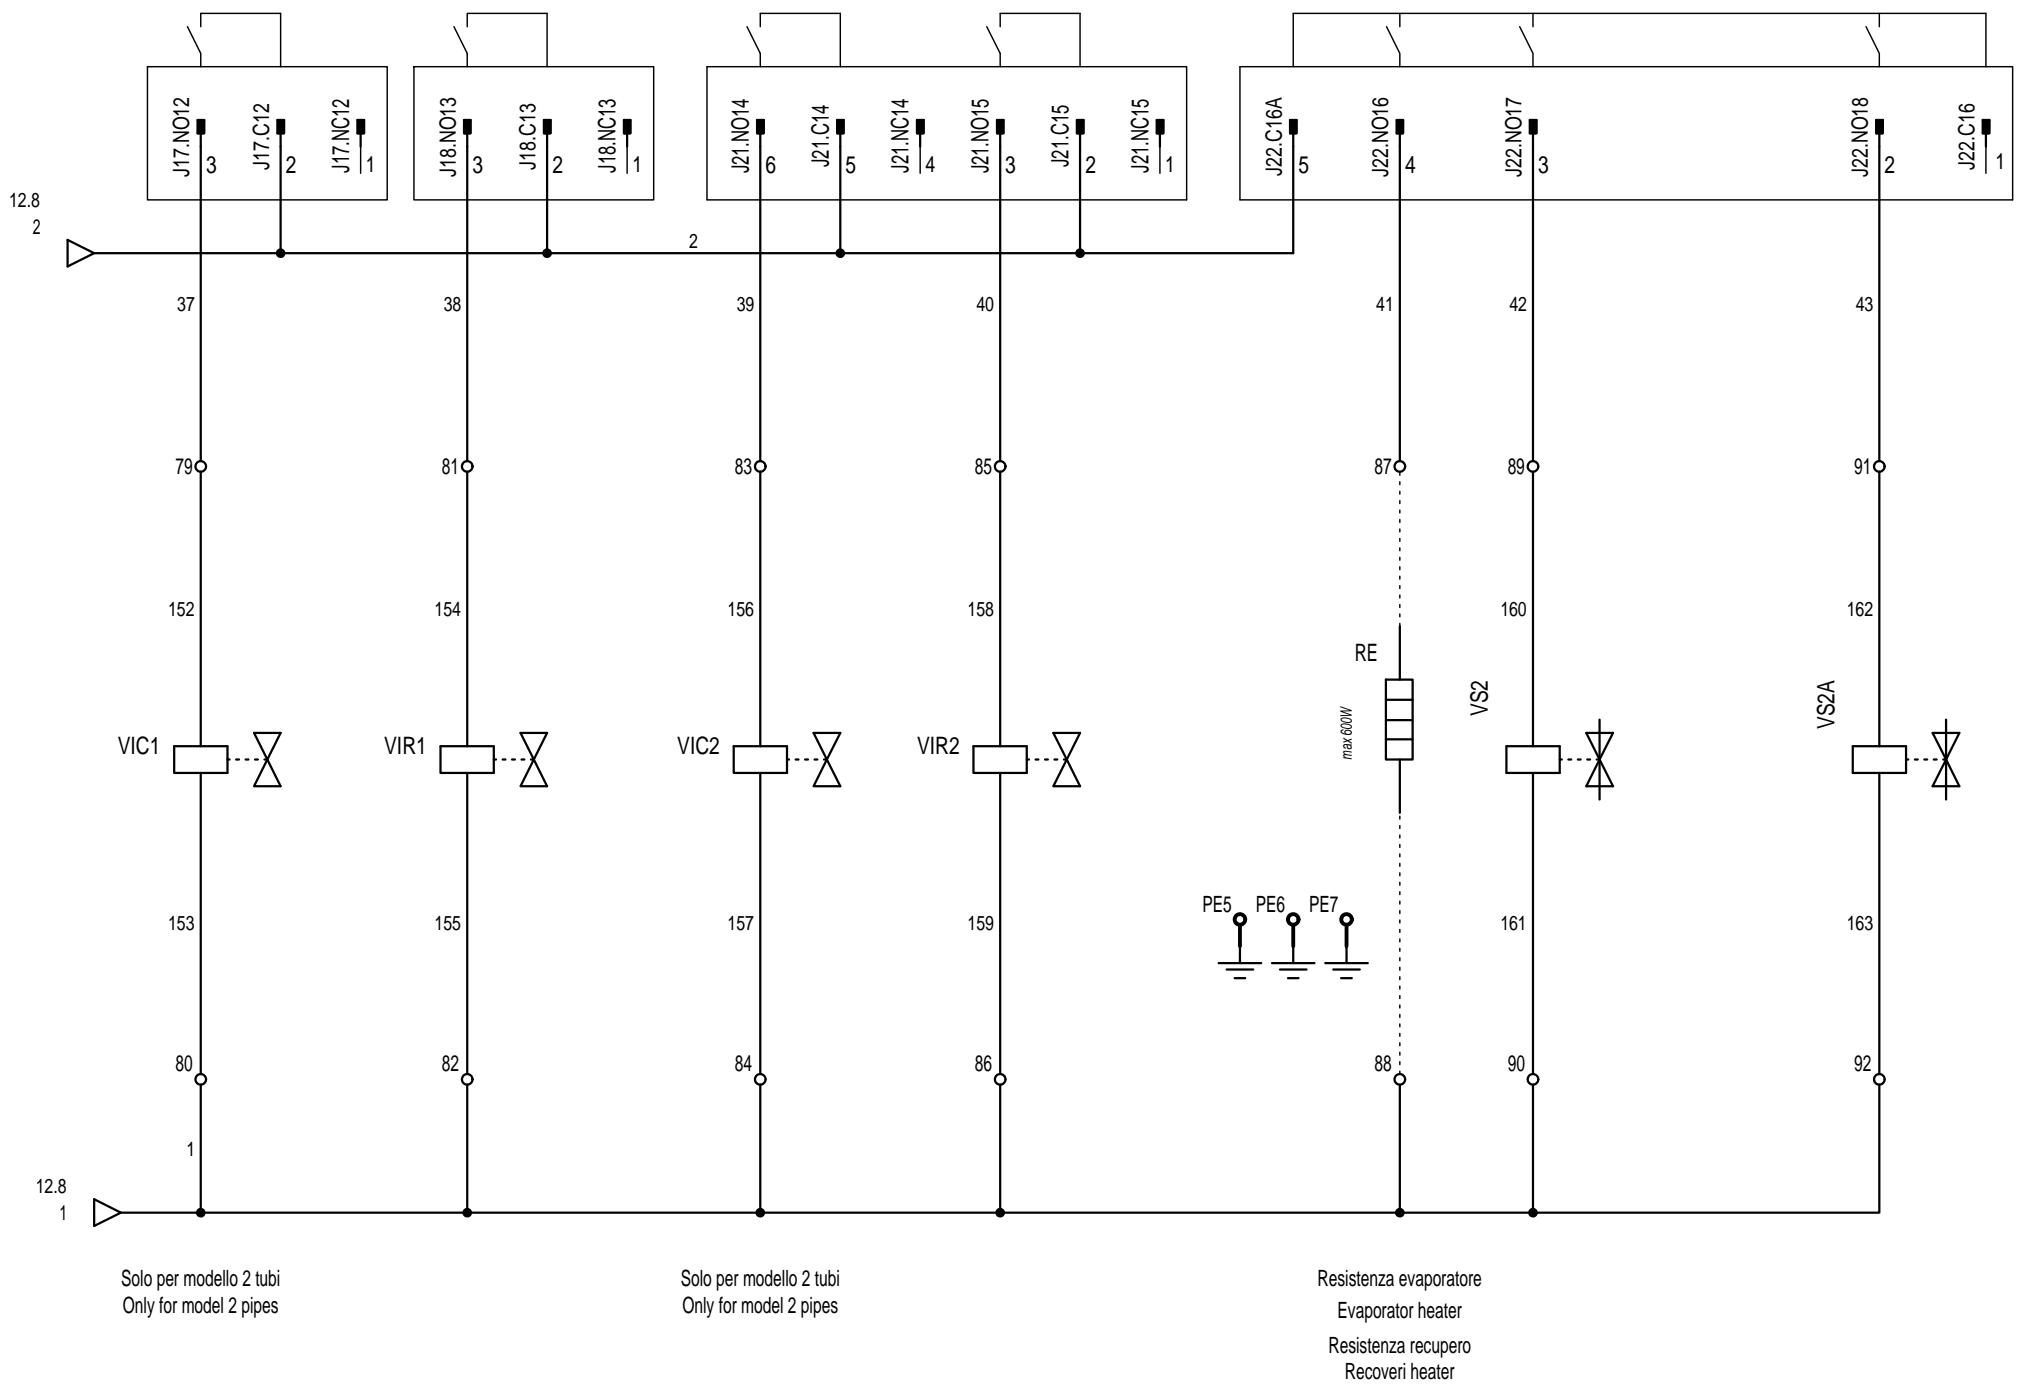 J17.NO12
3
J17.C12
2
J17.NC12
1
J18.NO13
3
J18.C13
2
J18.NC13
1
J21.NO14
6
J21.C14
5
J21.NC14
4
J21.NO15
3
J21.C15
2
J21.NC15
1
J22.C16A
5
J22.NO16
4
J22.NO17
3
J22.NO18
2
J22.C16
1
12.8
2
2
37
38
39
40
41
42
43
79
81
83
85
87
89
91
152
154
156
158
160
162
RE
max 600W
VS2
VS2A
VIC1
VIR1
VIC2
VIR2
PE5
PE6
PE7
153
155
157
159
161
163
80
82
84
86
88
90
92
1
12.8
1
Solo per modello 2 tubi
Only for model 2 pipes
Solo per modello 2 tubi
Only for model 2 pipes
Resistenza evaporatore
Evaporator heater
Resistenza recupero
Recoveri heater